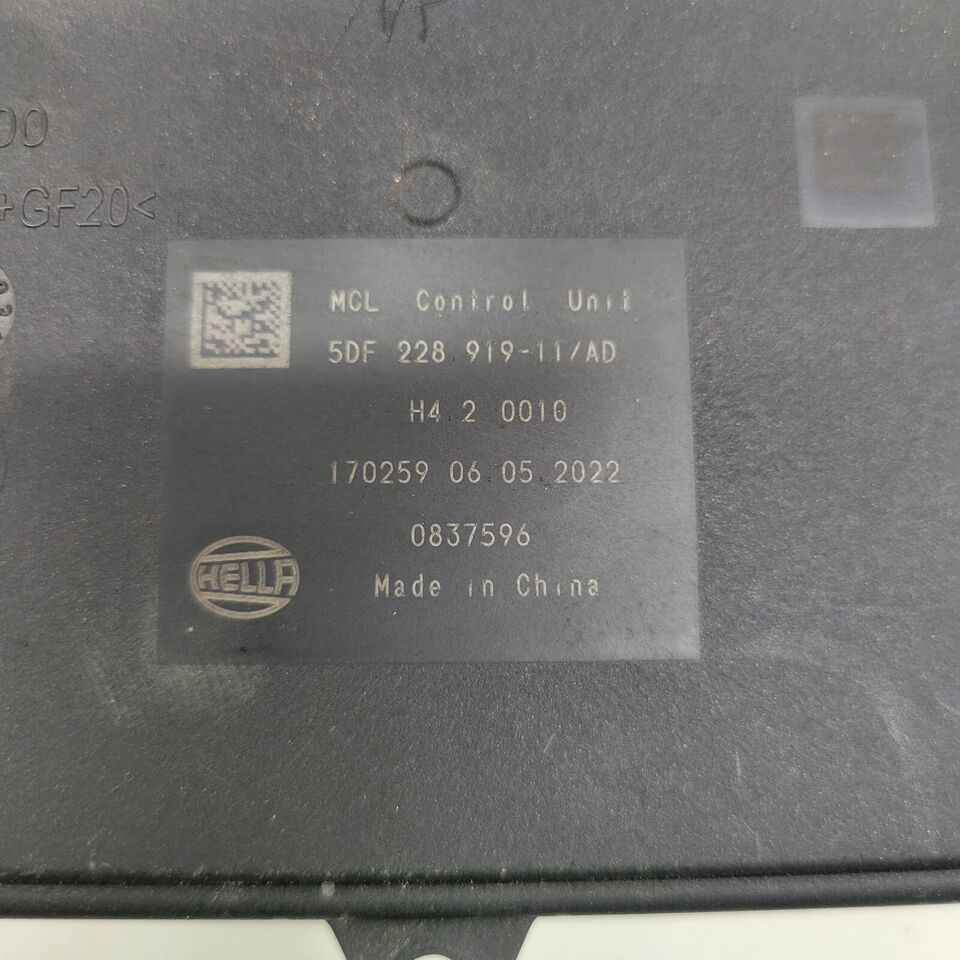 00
+GF20<
MCL Control Unit
5DF 228 919-11/AD
H4 2 0010
170259 06.05.2022
0837596
HELLA
Made in China